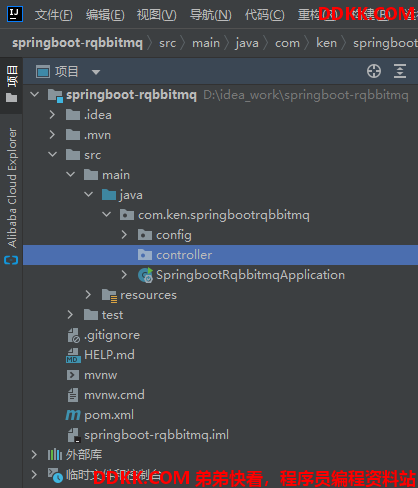 文件(F) 编辑(E) 视图(V) 导航(N) 代码(C) 重构(R)
DDKK.COM
springboot-rqbbitmq src main java com ken springboot
项目
项目
Alibaba Cloud Explorer
springboot-rqbbitmq D:\idea_work\springboot-rqbbitmq
.idea
.mvn
src
main
java
com.ken.springbootrqbbitmq
config
controller
SpringbootRqbbitmqApplication
resources
test
.gitignore
HELP.md
mvnw
mvnw.cmd
pom.xml
springboot-rqbbitmq.iml
外部库
临时文件和控制台
DDKK.COM 弟弟快看，程序员编程资料站